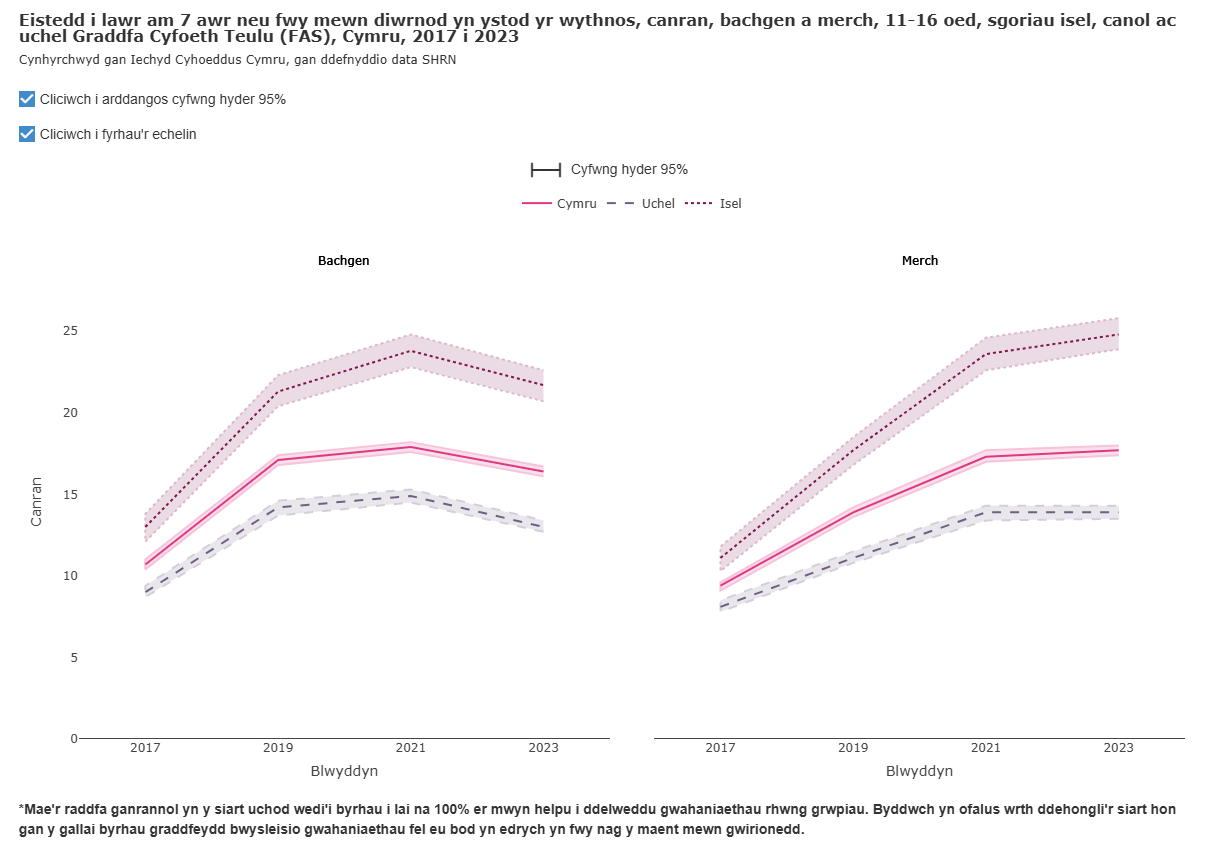 Eistedd i lawr am 7 awr neu fwy mewn diwrnod yn ystod yr wythnos, canran, bachgen a merch, 11-16 oed, sgoriau isel, canol ac
uchel Graddfa Cyfoeth Teulu (FAS), Cymru, 2017 i 2023
Cynhyrchwyd gan Iechyd Cyhoeddus Cymru, gan ddefnyddio data SHRN
Cliciwch i arddangos cyfwng hyder 95%
Cliciwch i fyrhau'r echelin
Cyfwng hyder 95%
Cymru Uchel Isel
Bachgen Merch
25
20
15
10
5
0
Canran
2017 2019 2021 2023 2017 2019 2021 2023
Blwyddyn Blwyddyn
*Mae'r raddfa ganrannol yn y siart uchod wedi'i byrhau i lai na 100% er mwyn helpu i ddelweddu gwahaniaethau rhwng grwpiau. Byddwch yn ofalus wrth ddehongli'r siart hon
gan y gallai byrhau graddfeydd bwysleisio gwahaniaethau fel eu bod yn edrych yn fwy nag y maent mewn gwirionedd.